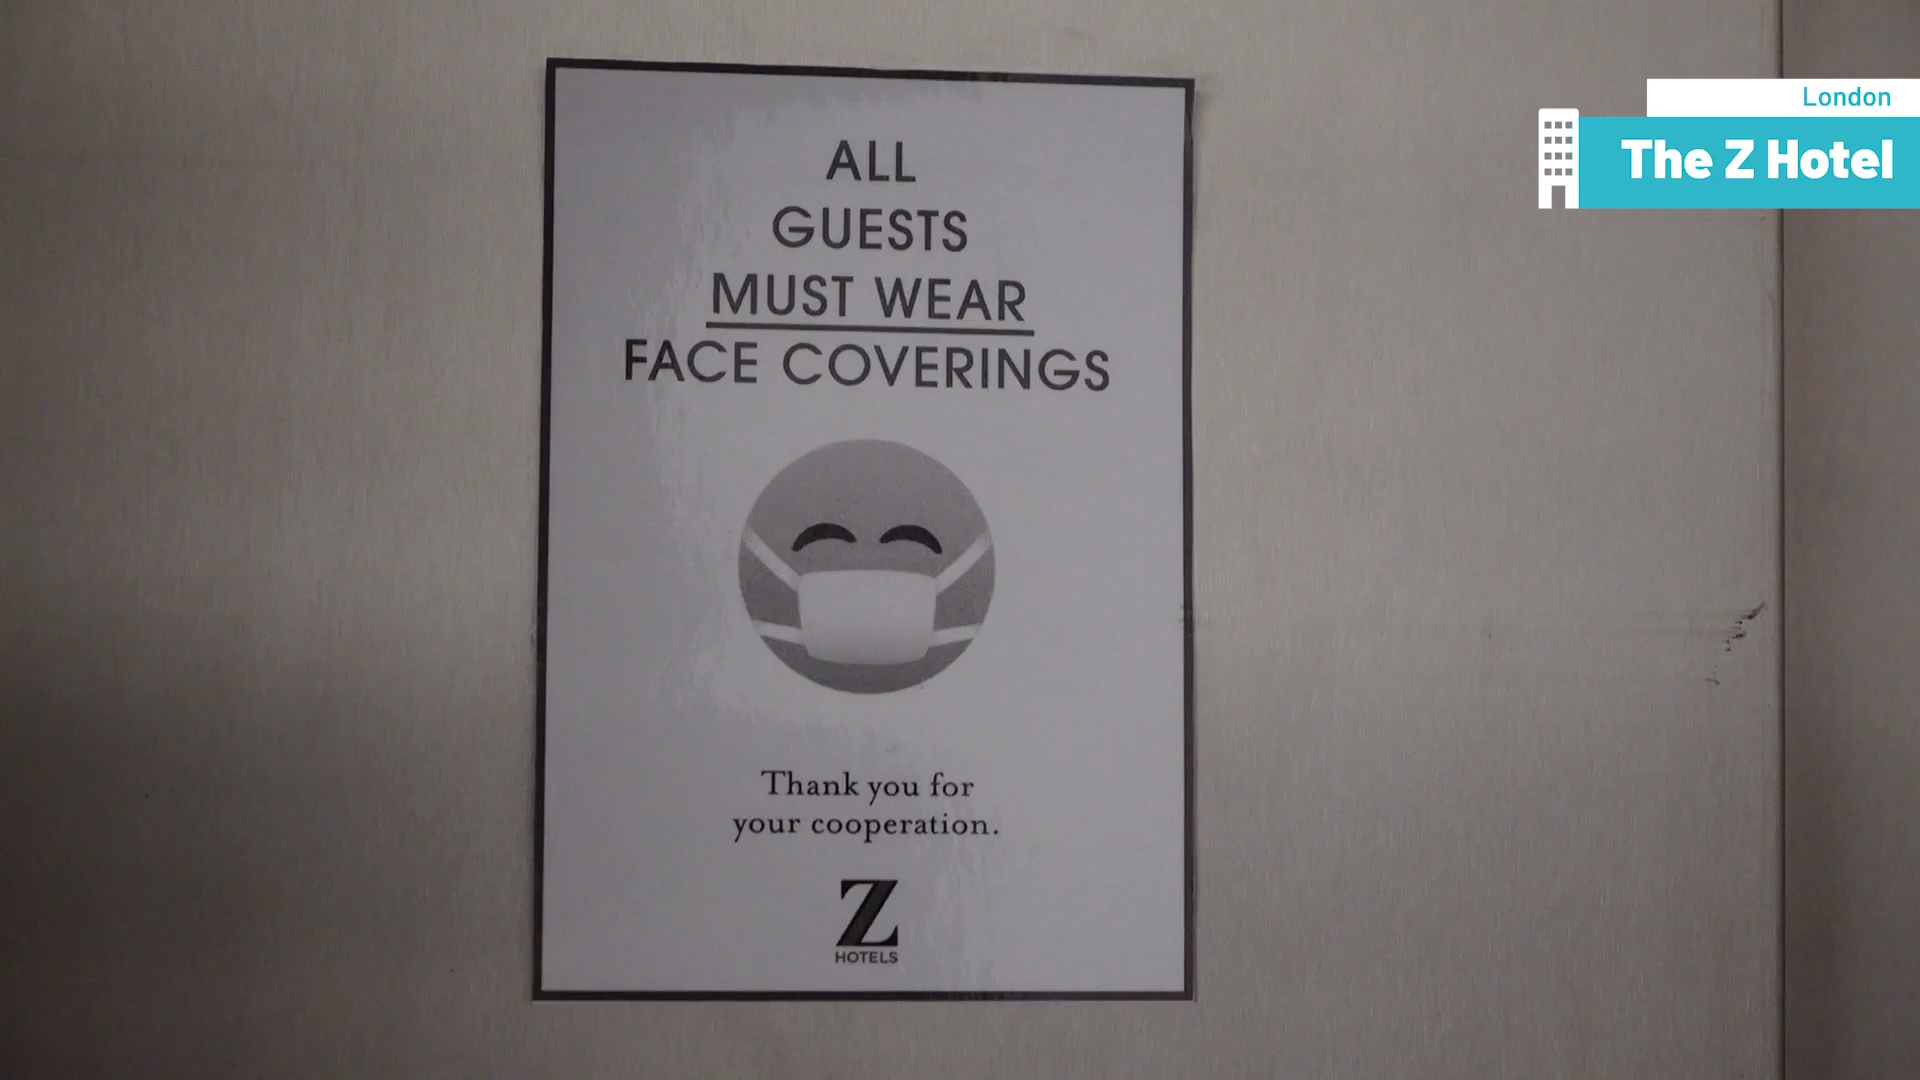 London
The Z Hotel
ALL
GUESTS
MUST WEAR
FACE COVERINGS
Thank you for
your cooperation.
Z
HOTELS